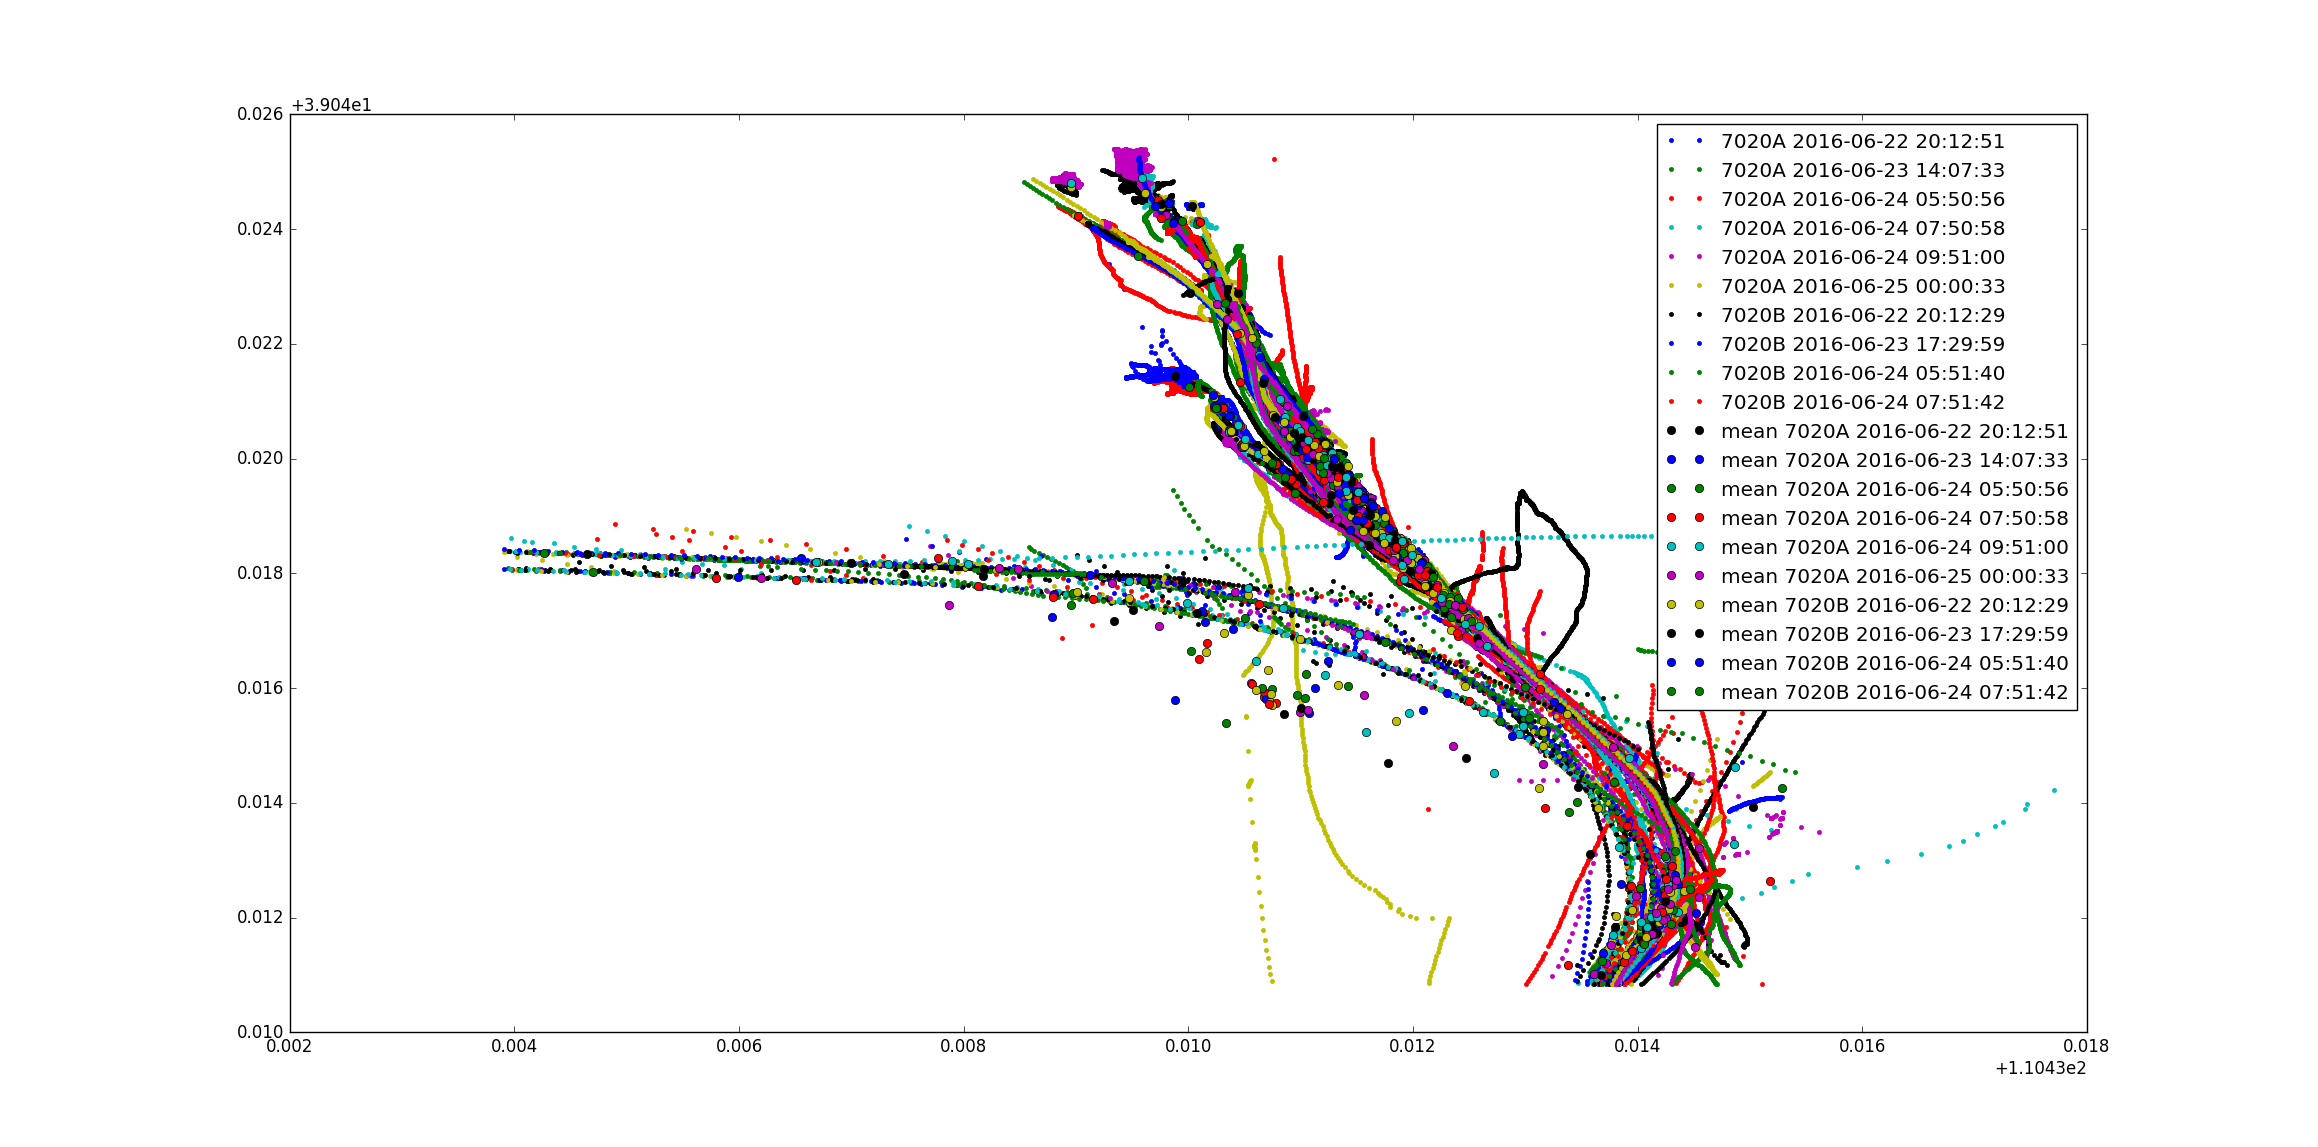 +3.904e1
0.026
0.024
0.022
0.020
0.018
0.016
0.014
0.012
0.010
7020A 2016-06-22 20:12:51
7020A 2016-06-23 14:07:33
7020A 2016-06-24 05:50:56
7020A 2016-06-24 07:50:58
7020A 2016-06-24 09:51:00
7020A 2016-06-25 00:00:33
7020B 2016-06-22 20:12:29
7020B 2016-06-23 17:29:59
7020B 2016-06-24 05:51:40
7020B 2016-06-24 07:51:42
mean 7020A 2016-06-22 20:12:51
mean 7020A 2016-06-23 14:07:33
mean 7020A 2016-06-24 05:50:56
mean 7020A 2016-06-24 07:50:58
mean 7020A 2016-06-24 09:51:00
mean 7020A 2016-06-25 00:00:33
mean 7020B 2016-06-22 20:12:29
mean 7020B 2016-06-23 17:29:59
mean 7020B 2016-06-24 05:51:40
mean 7020B 2016-06-24 07:51:42
0.002 0.004 0.006 0.008 0.010 0.012 0.014 0.016 0.018
+1.1043e2